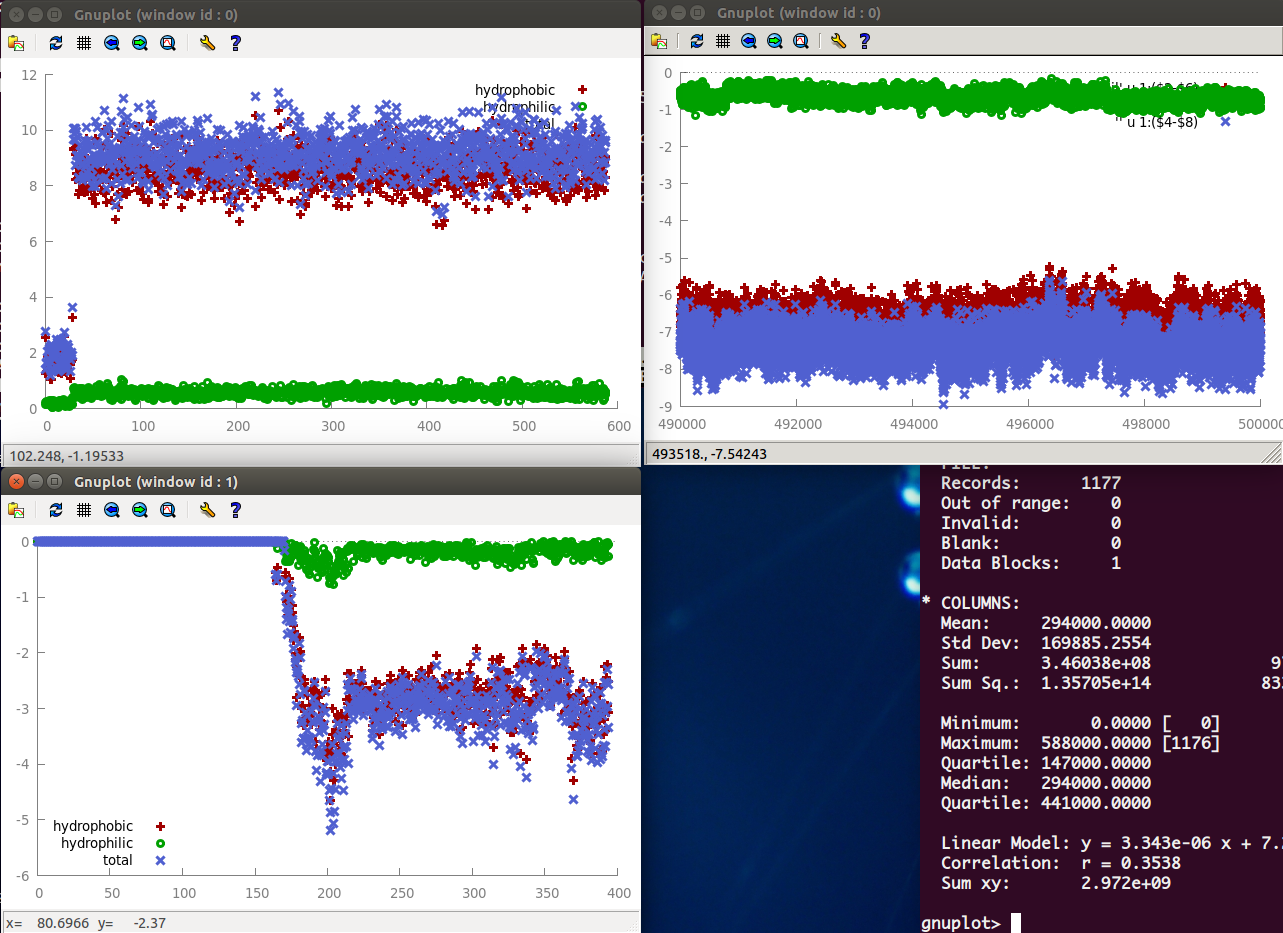 Gnuplot (window id : 0)
12
10
8
6
4
2
0
hydrophobic
hydrophilic
0 100 200 300 400 500 600
102.248, -1.19533
Gnuplot (window id : 0)
0
-1
-2
-3
-4
-5
-6
-7
-8
-9
'' u 1:($4-$8)
490000 492000 494000 496000 498000 500000
493518., -7.54243
Gnuplot (window id : 1)
0
-1
-2
-3
-4
-5
-6
hydrophobic
hydrophilic
total
0 50 100 150 200 250 300 350 400
x= 80.6966 y= -2.37
Records: 1177
Out of range: 0
Invalid: 0
Blank: 0
Data Blocks: 1
* COLUMNS:
Mean: 294000.0000
Std Dev: 169885.2554
Sum: 3.46038e+08 9
Sum Sq.: 1.35705e+14 83
Minimum: 0.0000 [ 0]
Maximum: 588000.0000 [1176]
Quartile: 147000.0000
Median: 294000.0000
Quartile: 441000.0000
Linear Model: y = 3.343e-06 x + 7.
Correlation: r = 0.3538
Sum xy: 2.972e+09
gnuplot>